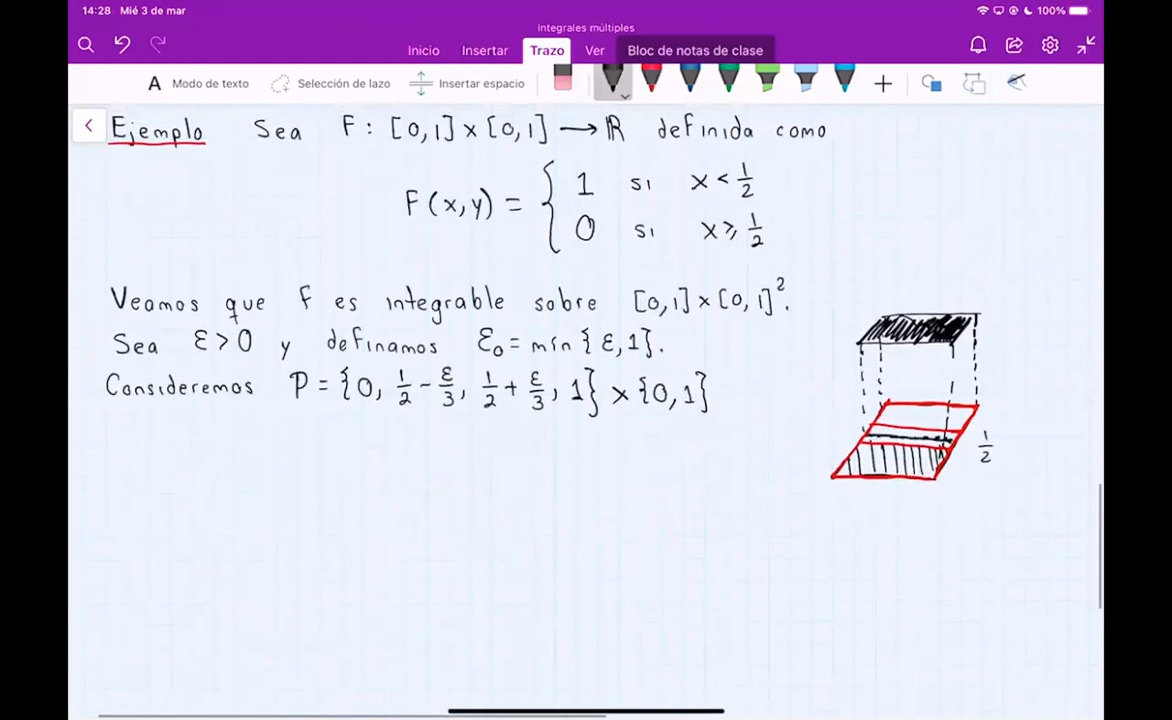 14:28 Mié 3 de mar 100%
integrales múltiples
Inicio Insertar Trazo Ver Bloc de notas de clase
A Modo de texto Selección de lazo Insertar espacio
Ejemplo Sea F: [0,1] x [0,1] → ℝ definida como
F(x,y) = { 1 si x < 1/2
0 si x ≥ 1/2
Veamos que F es integrable sobre [0,1] x [0,1]².
Sea ε > 0 y definamos ε₀ = mín {ε, 1}.
Consideremos P = {0, 1/2 - ε/3, 1/2 + ε/3, 1} x {0,1}
1/2